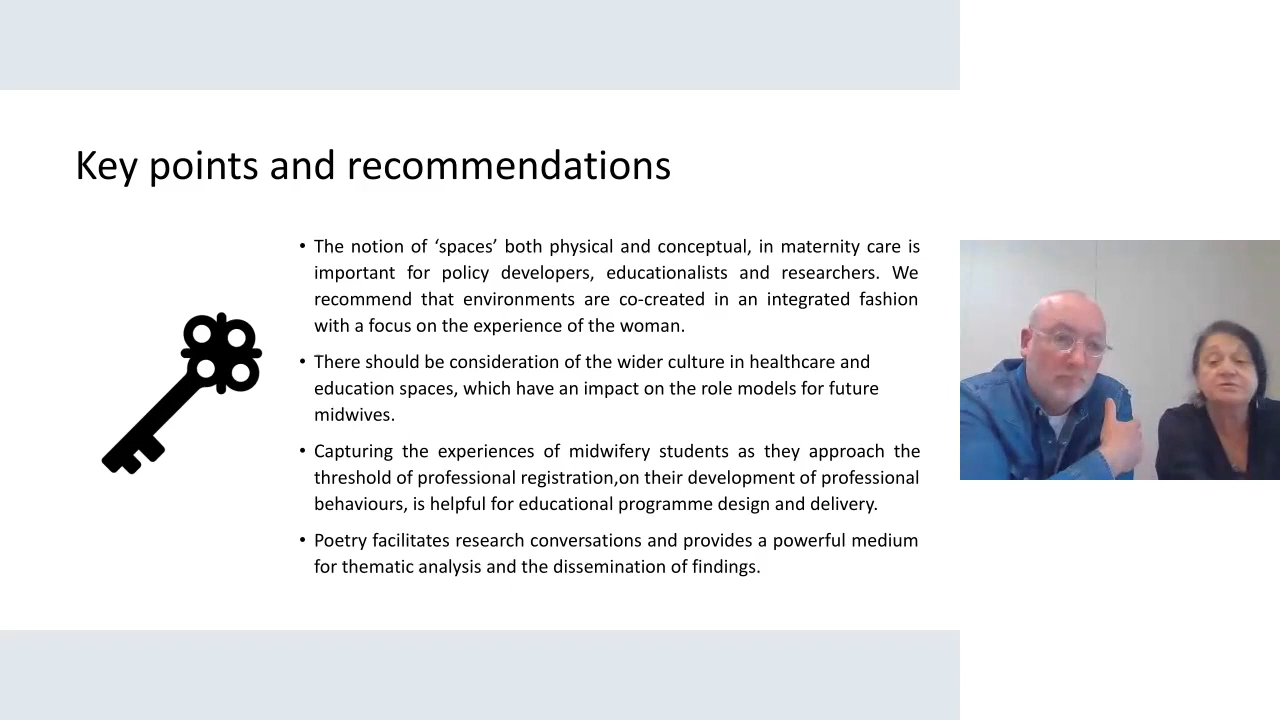 Key points and recommendations
• The notion of ‘spaces’ both physical and conceptual, in maternity care is
important for policy developers, educationalists and researchers. We
recommend that environments are co-created in an integrated fashion
with a focus on the experience of the woman.
• There should be consideration of the wider culture in healthcare and
education spaces, which have an impact on the role models for future
midwives.
• Capturing the experiences of midwifery students as they approach the
threshold of professional registration,on their development of professional
behaviours, is helpful for educational programme design and delivery.
• Poetry facilitates research conversations and provides a powerful medium
for thematic analysis and the dissemination of findings.